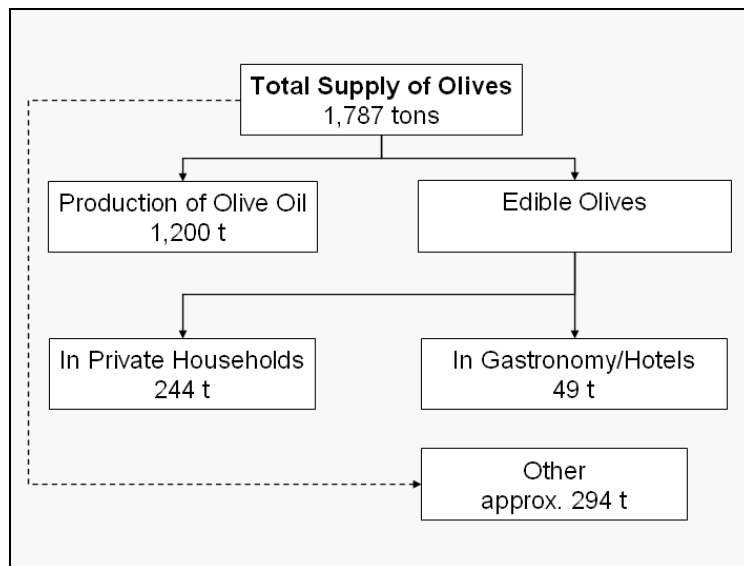 Total Supply of Olives
1,787 tons
Production of Olive Oil
1,200 t
Edible Olives
In Private Households
244 t
In Gastronomy/Hotels
49 t
Other
approx. 294 t